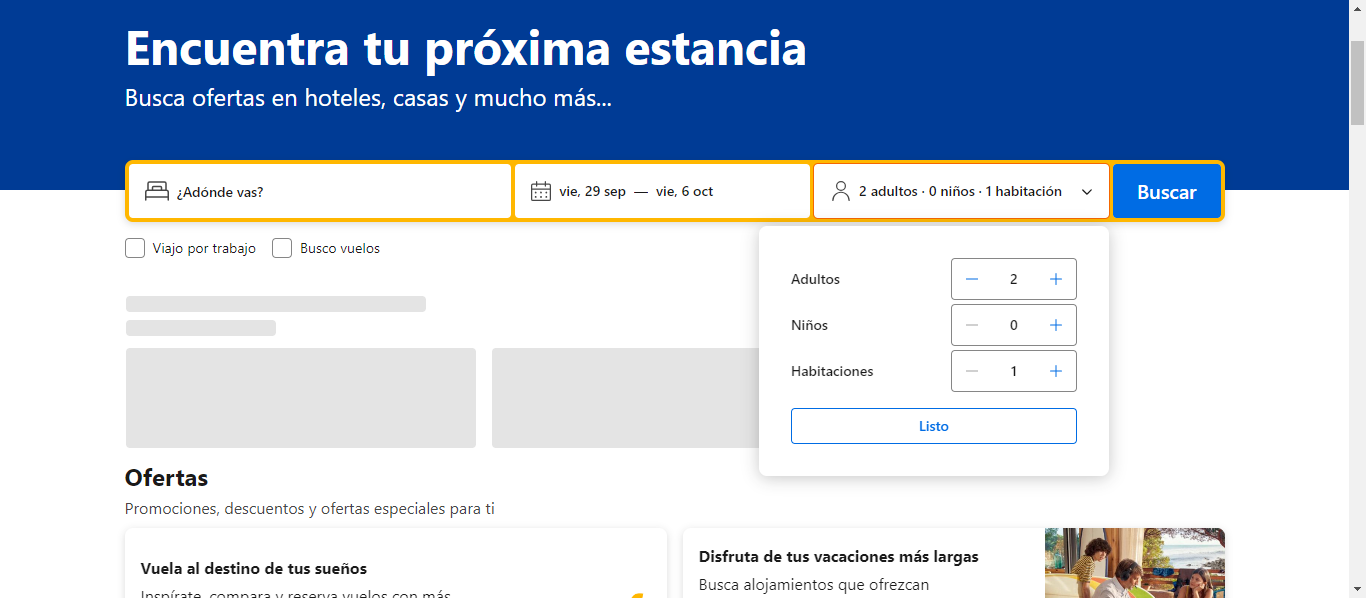 Encuentra tu próxima estancia
Busca ofertas en hoteles, casas y mucho más...
¿Adónde vas?
vie, 29 sep — vie, 6 oct
2 adultos · 0 niños · 1 habitación
Buscar
Viajo por trabajo
Busco vuelos
Adultos 2
Niños 0
Habitaciones 1
Listo
Ofertas
Promociones, descuentos y ofertas especiales para ti
Vuela al destino de tus sueños
Inspírate, compara y reserva vuelos con más
Disfruta de tus vacaciones más largas
Busca alojamientos que ofrezcan